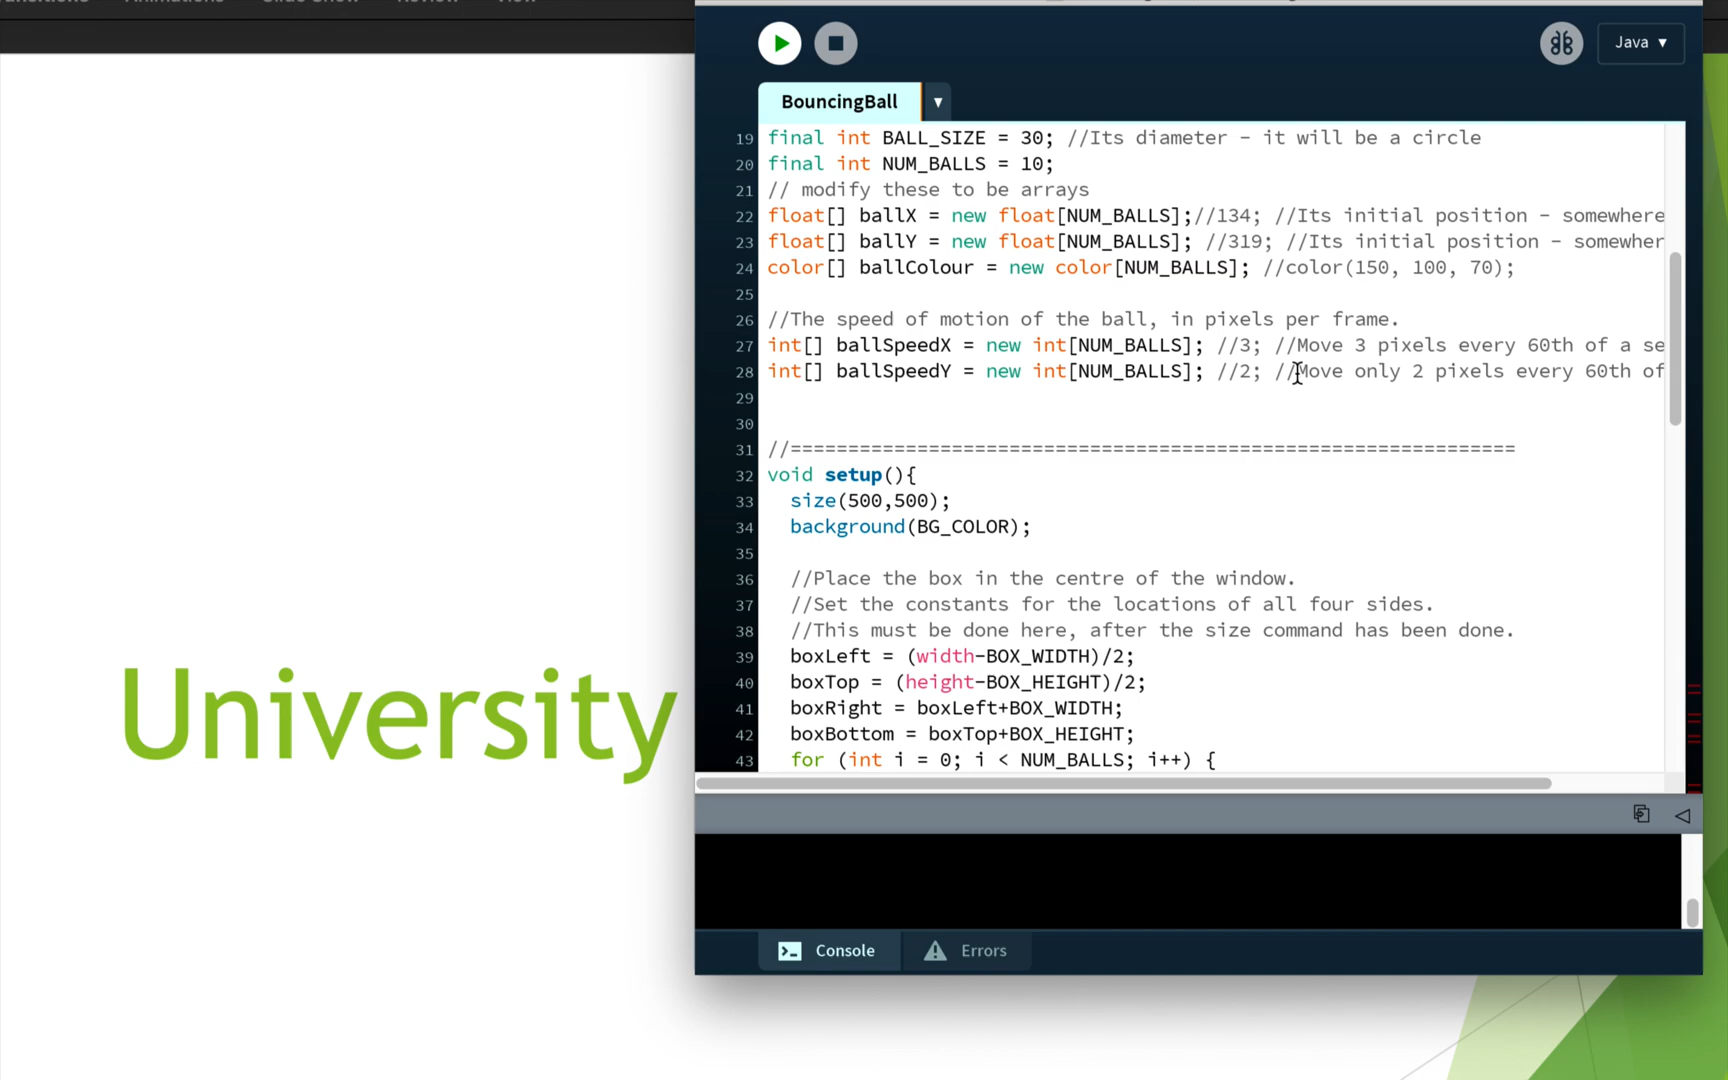 Java ▼
BouncingBall ▼
19 final int BALL_SIZE = 30; //Its diameter - it will be a circle
20 final int NUM_BALLS = 10;
21 // modify these to be arrays
22 float[] ballX = new float[NUM_BALLS];//134; //Its initial position - somewhere
23 float[] ballY = new float[NUM_BALLS]; //319; //Its initial position - somewher
24 color[] ballColour = new color[NUM_BALLS]; //color(150, 100, 70);
25
26 //The speed of motion of the ball, in pixels per frame.
27 int[] ballSpeedX = new int[NUM_BALLS]; //3; //Move 3 pixels every 60th of a se
28 int[] ballSpeedY = new int[NUM_BALLS]; //2; //Move only 2 pixels every 60th of
29
30
31 //===============================================================
32 void setup(){
33 size(500,500);
34 background(BG_COLOR);
35
36 //Place the box in the centre of the window.
37 //Set the constants for the locations of all four sides.
38 //This must be done here, after the size command has been done.
39 boxLeft = (width-BOX_WIDTH)/2;
40 boxTop = (height-BOX_HEIGHT)/2;
41 boxRight = boxLeft+BOX_WIDTH;
42 boxBottom = boxTop+BOX_HEIGHT;
43 for (int i = 0; i < NUM_BALLS; i++) {
University
Console
Errors